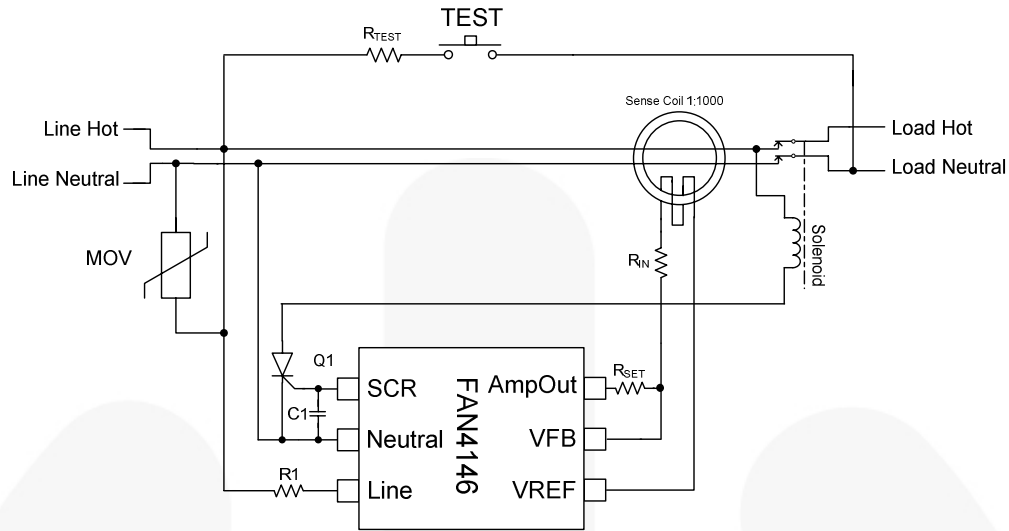 TEST
RTEST
Sense Coil 1:1000
Line Hot
Load Hot
Line Neutral
Load Neutral
Solenoid
MOV
RIN
Q1
SCR
AmpOut
RSET
C1
FAN4146
Neutral
VFB
R1
Line
VREF